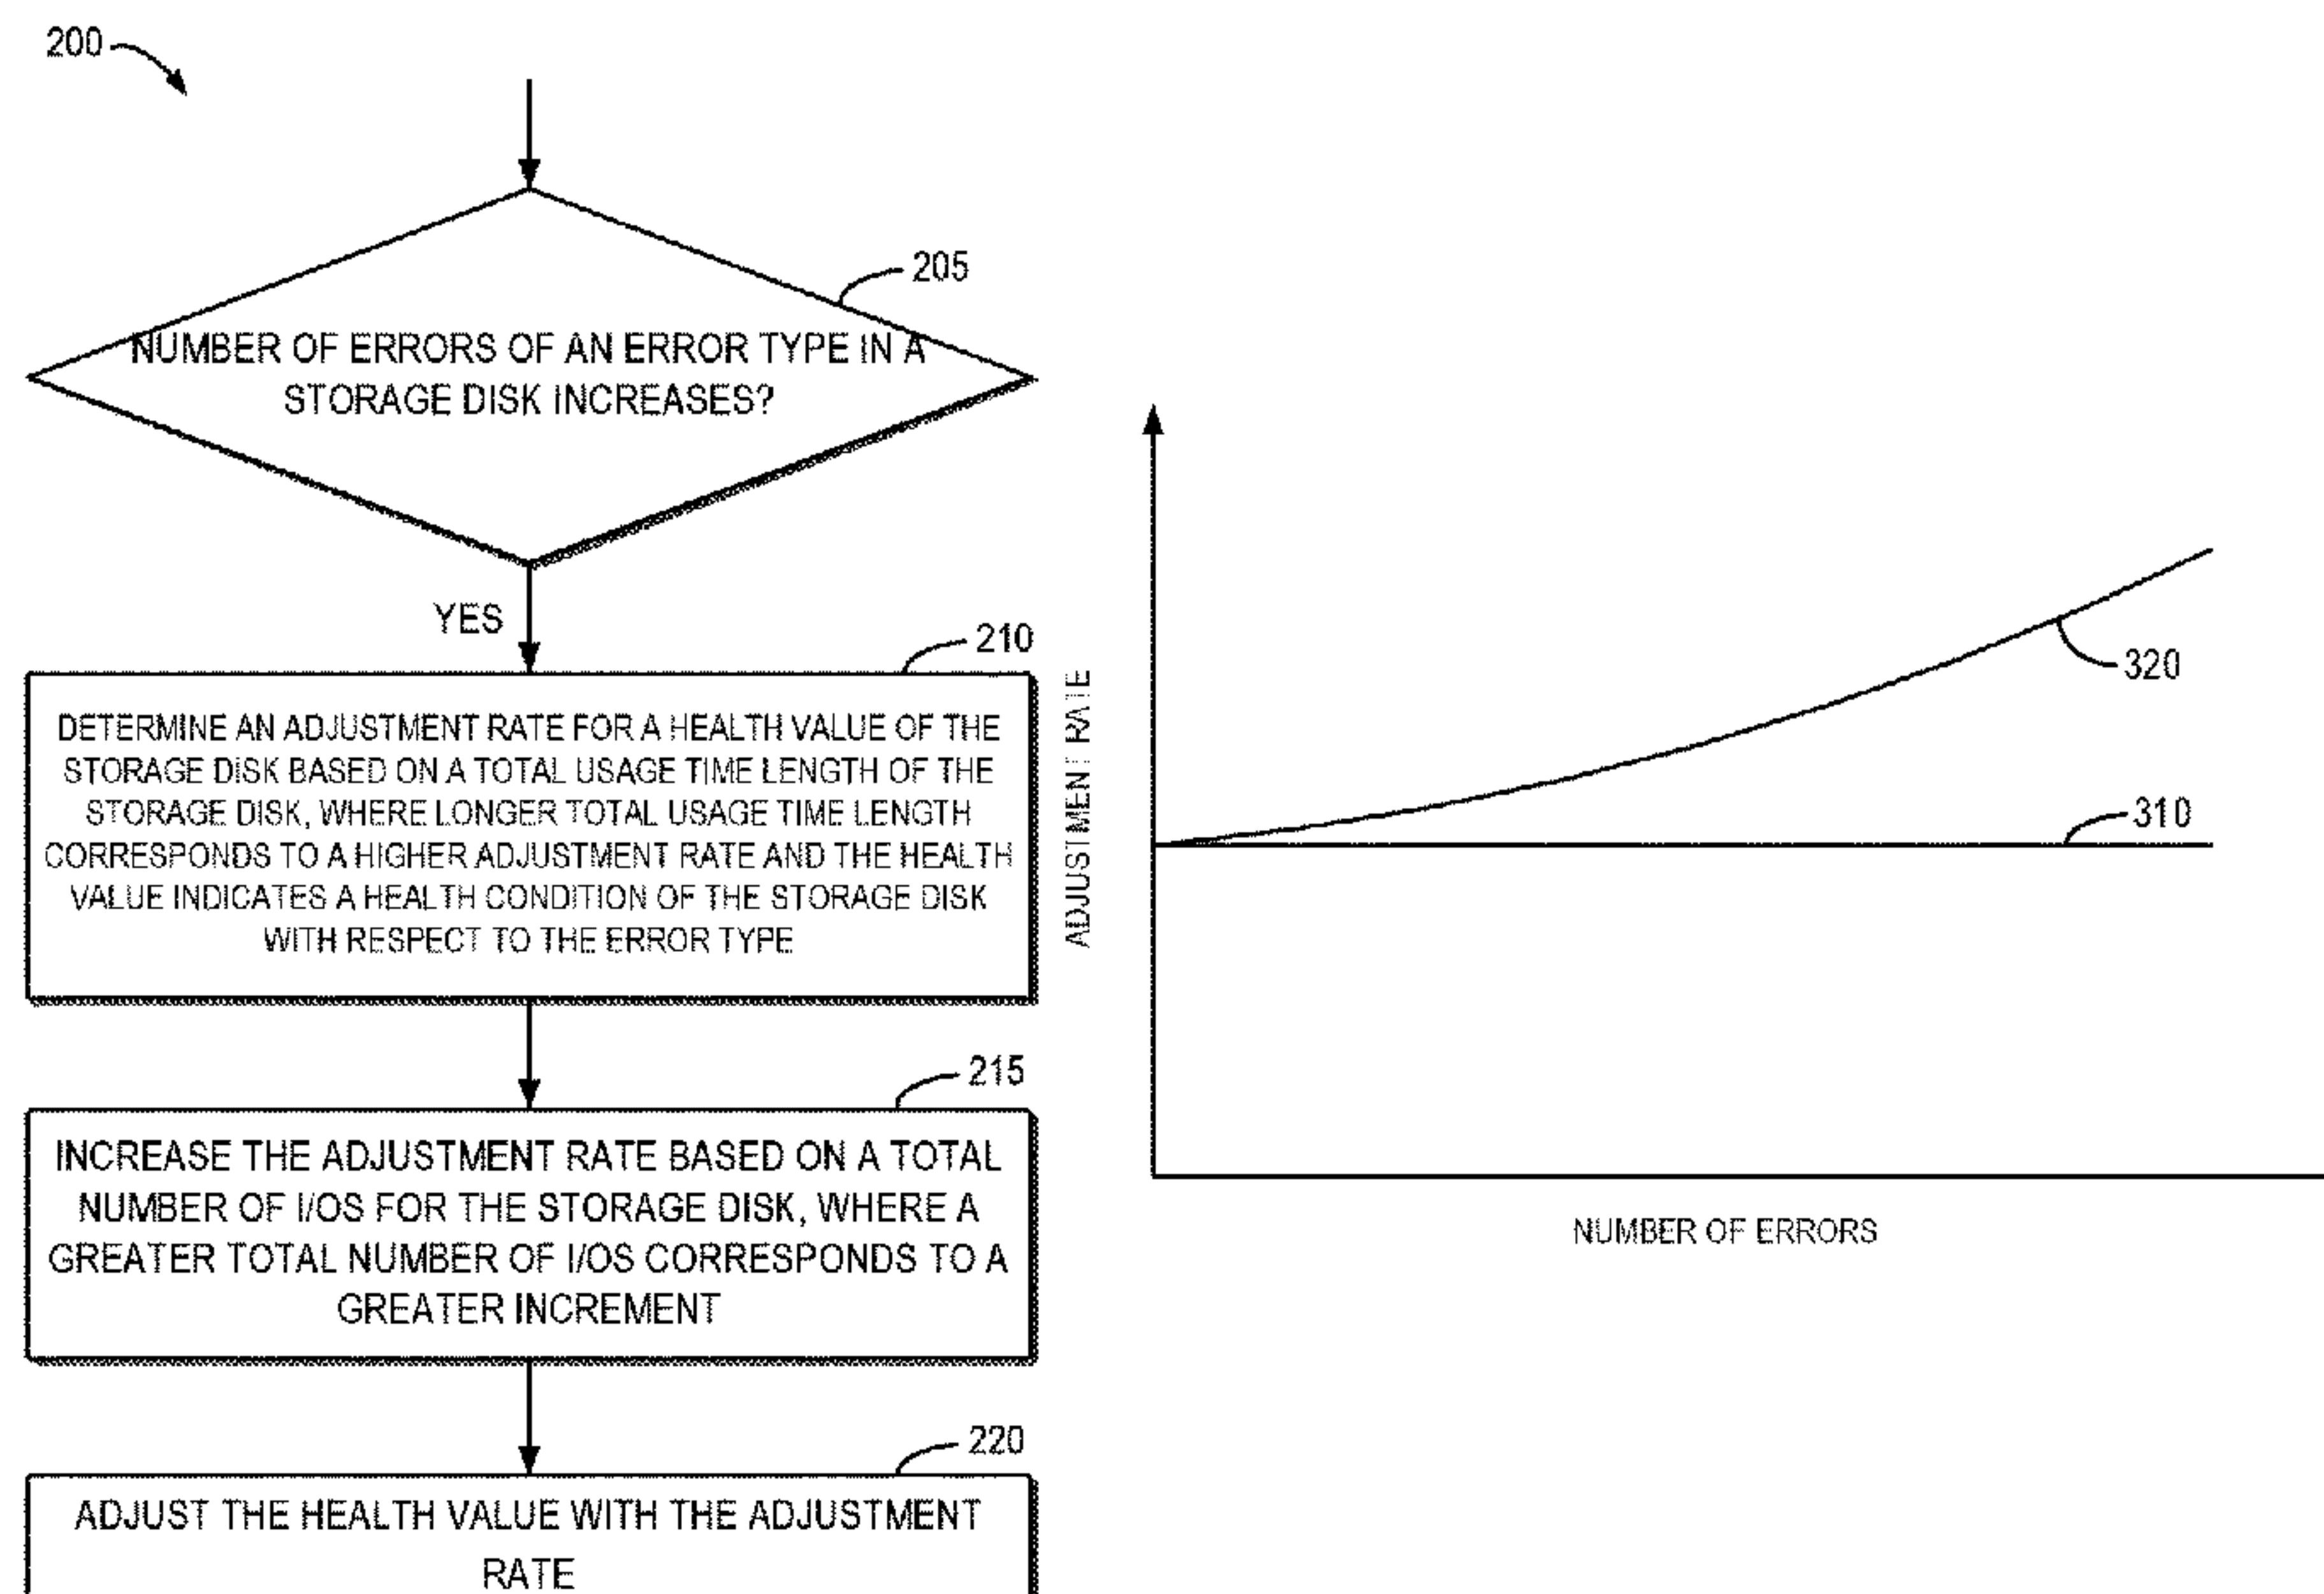 200
205
NUMBER OF ERRORS OF AN ERROR TYPE IN A
STORAGE DISK INCREASES?
YES
210
DETERMINE AN ADJUSTMENT RATE FOR A HEALTH VALUE OF THE
STORAGE DISK BASED ON A TOTAL USAGE TIME LENGTH OF THE
STORAGE DISK, WHERE LONGER TOTAL USAGE TIME LENGTH
CORRESPONDS TO A HIGHER ADJUSTMENT RATE AND THE HEALTH
VALUE INDICATES A HEALTH CONDITION OF THE STORAGE DISK
WITH RESPECT TO THE ERROR TYPE
215
INCREASE THE ADJUSTMENT RATE BASED ON A TOTAL
NUMBER OF I/OS FOR THE STORAGE DISK, WHERE A
GREATER TOTAL NUMBER OF I/OS CORRESPONDS TO A
GREATER INCREMENT
220
ADJUST THE HEALTH VALUE WITH THE ADJUSTMENT
RATE
ADJUSTMENT RATE
320
310
NUMBER OF ERRORS